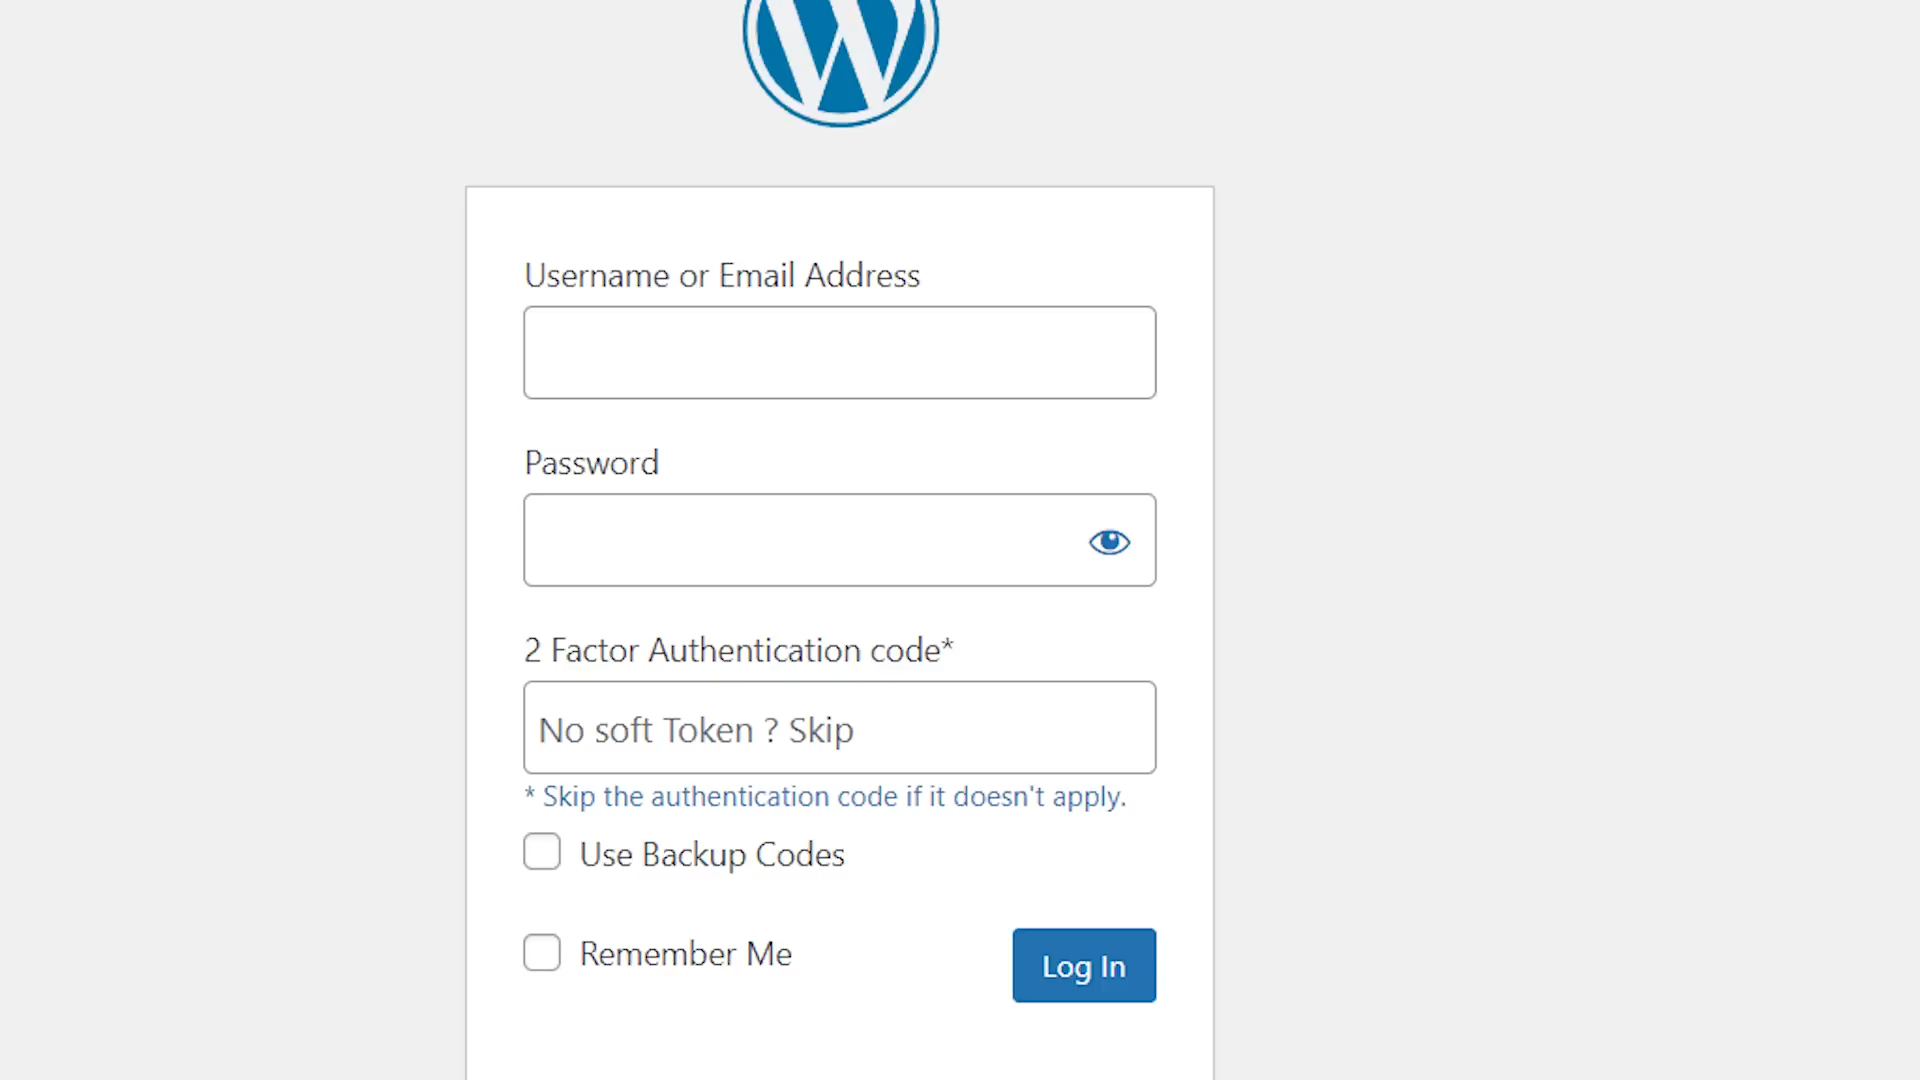 Username or Email Address
Password
2 Factor Authentication code*
No soft Token ? Skip
* Skip the authentication code if it doesn't apply.
Use Backup Codes
Remember Me
Log In